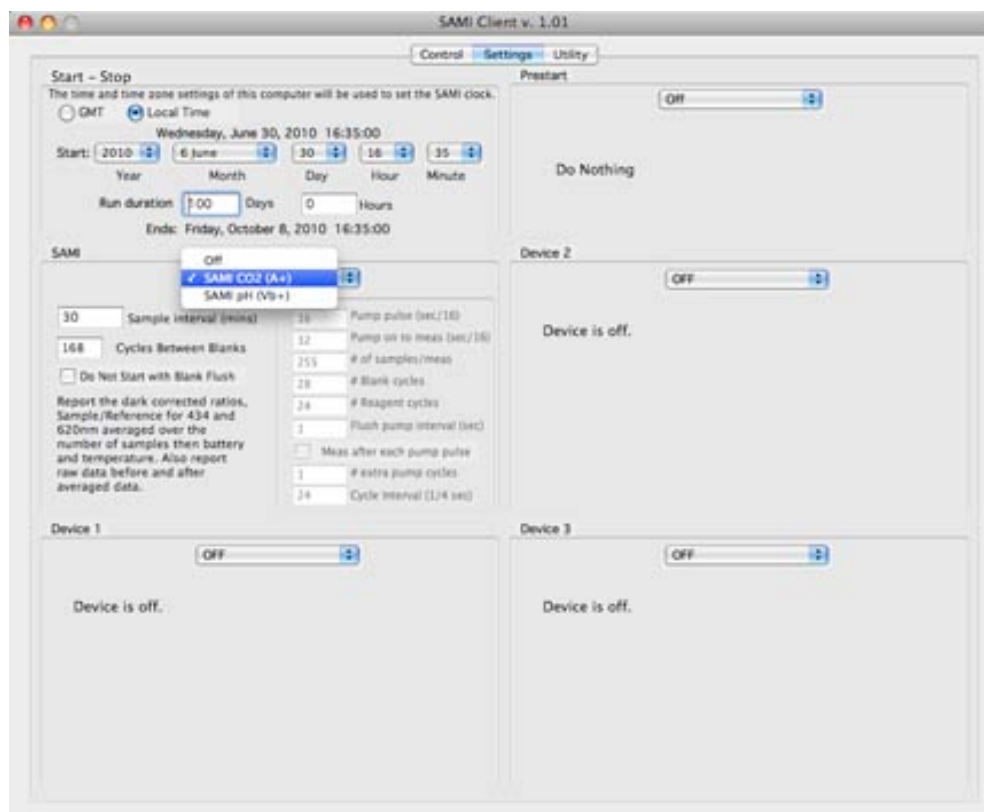 SAMI Client v. 1.01
Control Settings Utility
Start - Stop
The time and time zone settings of this computer will be used to set the SAMI clock.
GMT Local Time
Wednesday, June 30, 2010 16:35:00
Start: 2010 6 June 30 16 35
Year Month Day Hour Minute
Run duration 100 Days 0 Hours
Ends: Friday, October 8, 2010 16:35:00
Prestart
Off
Do Nothing
SAMI
Off
✓ SAMI CO2 (A+)
SAMI pH (Vb+)
30 Sample interval (mins)
168 Cycles Between Blanks
Do Not Start with Blank Flush
Report the dark corrected ratios,
Sample/Reference for 434 and
620nm averaged over the
number of samples then battery
and temperature. Also report
raw data before and after
averaged data.
16 Pump pulse (sec/16)
32 Pump on to meas (sec/16)
255 # of samples/meas
28 # Blank cycles
24 # Reagent cycles
1 Flush pump interval (sec)
Meas after each pump pulse
1 # extra pump cycles
24 Cycle Interval (1/4 sec)
Device 2
OFF
Device is off.
Device 1
OFF
Device is off.
Device 3
OFF
Device is off.